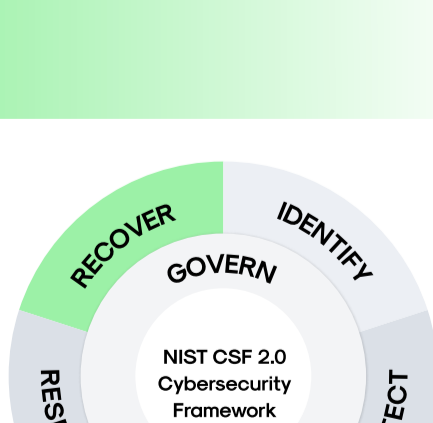 RECOVER
IDENTIFY
GOVERN
NIST CSF 2.0
Cybersecurity
Framework